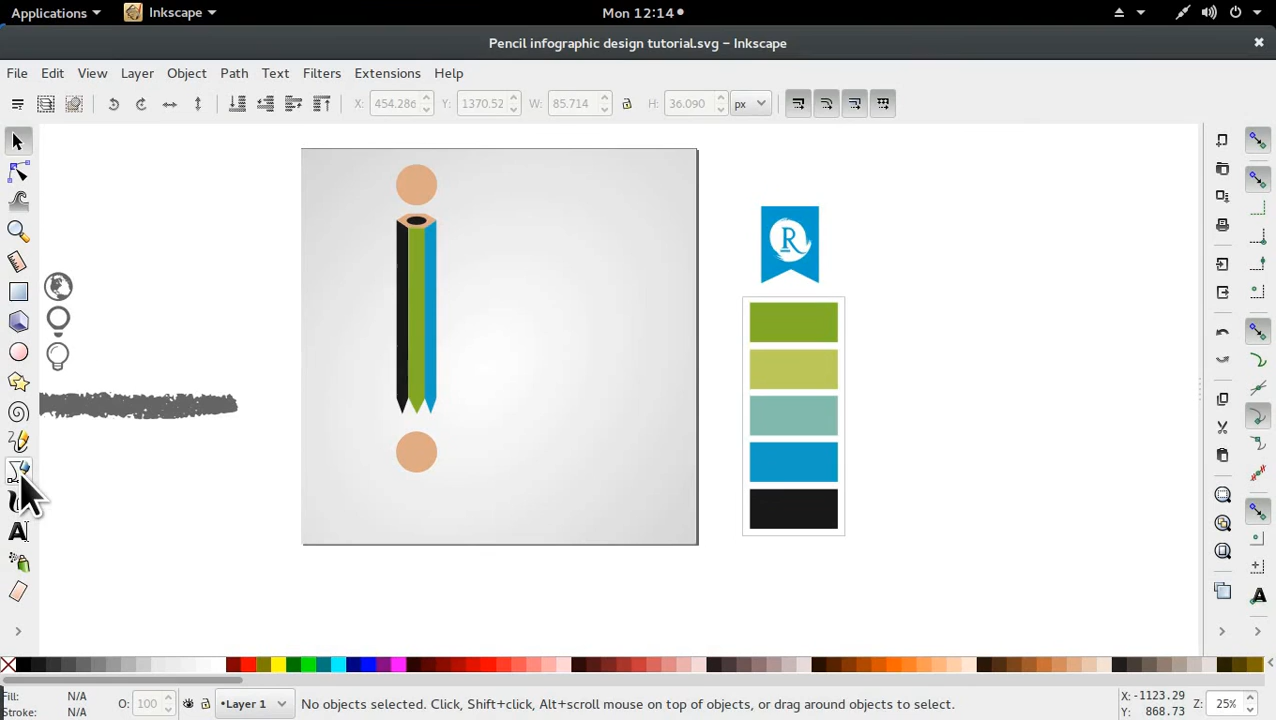 Applications
Inkscape
Mon 12:14
Pencil infographic design tutorial.svg – Inkscape
File Edit View Layer Object Path Text Filters Extensions Help
X: 454.286 Y: 1370.52 W: 85.714 H: 36.090 px
R
A
A
Fill: N/A
Stroke: N/A
O: 100
•Layer 1
No objects selected. Click, Shift+click, Alt+scroll mouse on top of objects, or drag around objects to select.
X: -1123.29
Y: 868.73
Z: 25%